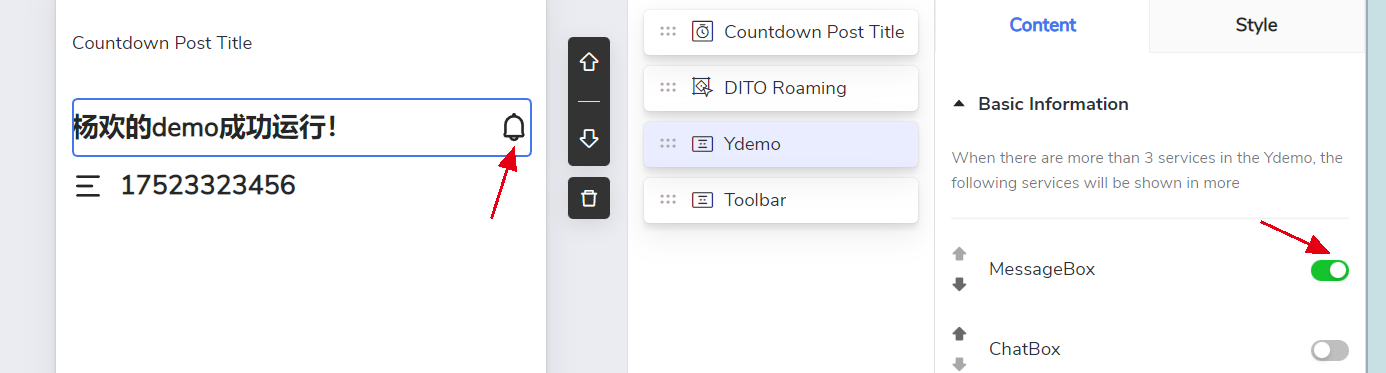 Countdown Post Title
杨欢的demo成功运行！
17523323456
Countdown Post Title
DITO Roaming
Ydemo
Toolbar
Content
Style
Basic Information
When there are more than 3 services in the Ydemo, the
following services will be shown in more
MessageBox
ChatBox